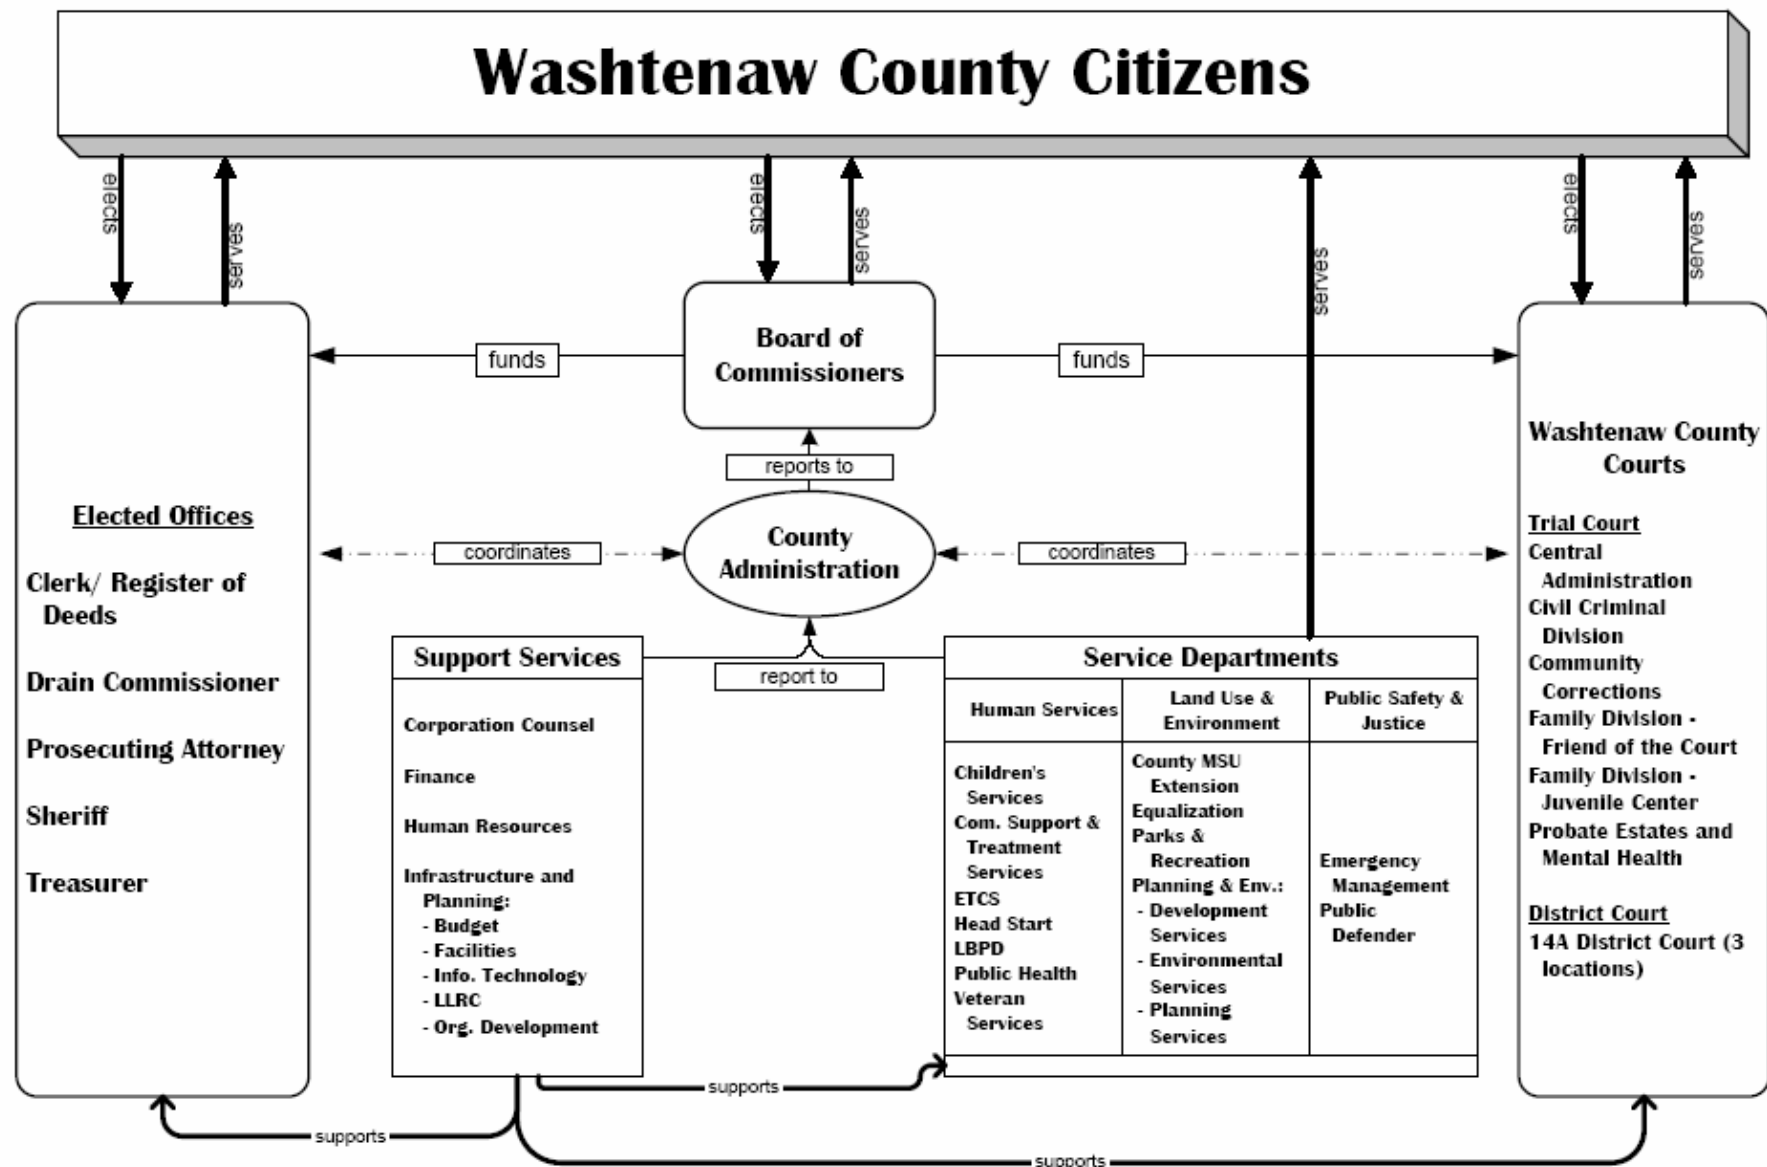 Washtenaw County Citizens
elects
serves
elects
serves
serves
elects
serves
Board of
Commissioners
funds
funds
reports to
County
Administration
coordinates
coordinates
report to
Elected Offices
Clerk/ Register of
Deeds
Drain Commissioner
Prosecuting Attorney
Sheriff
Treasurer
Support Services
Corporation Counsel
Finance
Human Resources
Infrastructure and
Planning:
- Budget
- Facilities
- Info. Technology
- LLRC
- Org. Development
Service Departments
Human Services
Children's
Services
Com. Support &
Treatment
Services
ETCS
Head Start
LBPD
Public Health
Veteran
Services
Land Use &
Environment
County MSU
Extension
Equalization
Parks &
Recreation
Planning & Env.:
- Development
Services
- Environmental
Services
- Planning
Services
Public Safety &
Justice
Emergency
Management
Public
Defender
Washtenaw County
Courts
Trial Court
Central
Administration
Civil Criminal
Division
Community
Corrections
Family Division -
Friend of the Court
Family Division -
Juvenile Center
Probate Estates and
Mental Health
District Court
14A District Court (3
locations)
supports
supports
supports